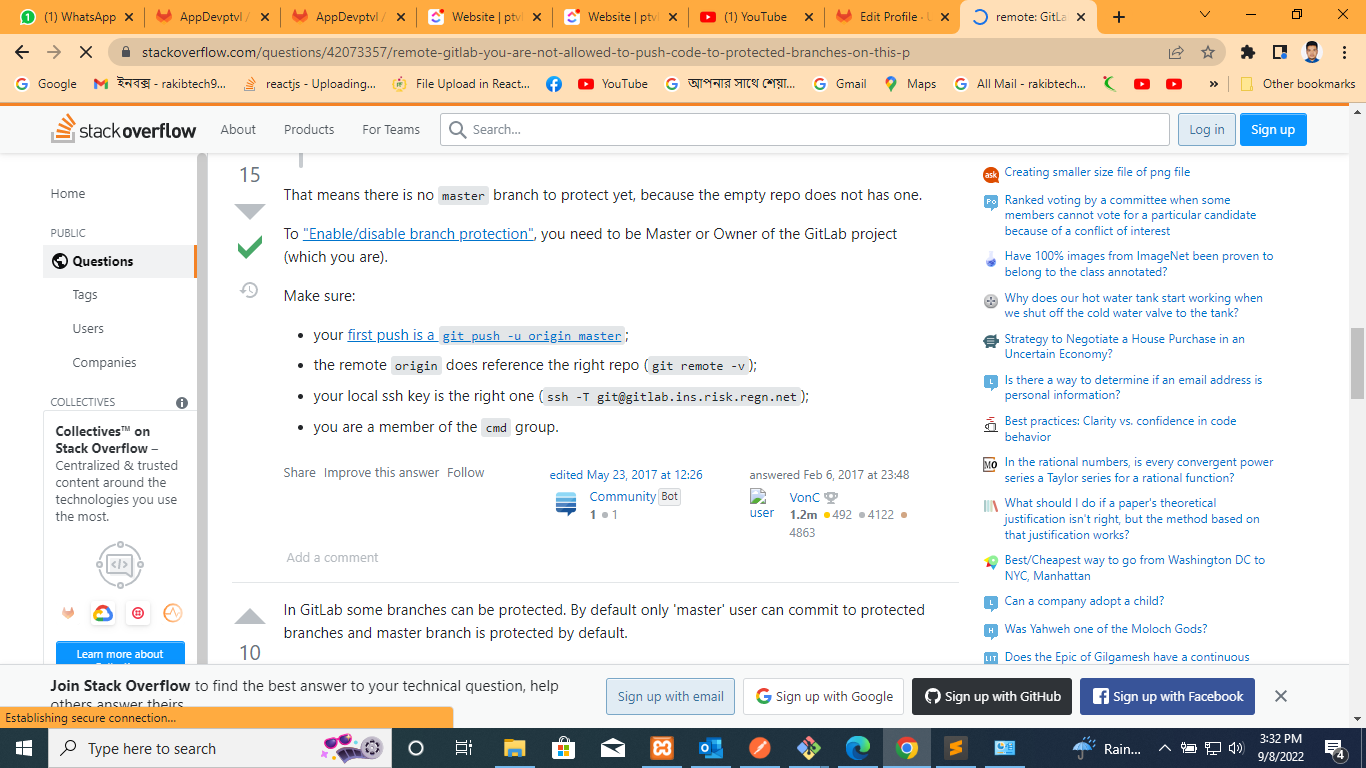 (1) WhatsApp
AppDevptvl /
AppDevptvl /
Website | ptvl
Website | ptvl
(1) YouTube
Edit Profile ·
remote: GitLa
stackoverflow.com/questions/42073357/remote-gitlab-you-are-not-allowed-to-push-code-to-protected-branches-on-this-p
Google
ইনবক্স - rakibtech9...
reactjs - Uploading...
File Upload in React...
YouTube
আপনার সাথে শেয়া...
Gmail
Maps
All Mail - rakibtech...
»
Other bookmarks
stackoverflow
About
Products
For Teams
Search...
Log in
Sign up
Home
PUBLIC
Questions
Tags
Users
Companies
COLLECTIVES
Collectives™ on
Stack Overflow –
Centralized & trusted
content around the
technologies you use
the most.
Learn more about
15
That means there is no master branch to protect yet, because the empty repo does not has one.
To "Enable/disable branch protection", you need to be Master or Owner of the GitLab project
(which you are).
Make sure:
• your first push is a git push -u origin master;
• the remote origin does reference the right repo (git remote -v);
• your local ssh key is the right one (ssh -T git@gitlab.ins.risk.regn.net);
• you are a member of the cmd group.
Share Improve this answer Follow
edited May 23, 2017 at 12:26
Community Bot
1 ● 1
answered Feb 6, 2017 at 23:48
user
VonC
1.2m ● 492 ● 4122 ●
4863
Add a comment
10
In GitLab some branches can be protected. By default only 'master' user can commit to protected
branches and master branch is protected by default.
ask
Creating smaller size file of png file
Po
Ranked voting by a committee when some
members cannot vote for a particular candidate
because of a conflict of interest
Have 100% images from ImageNet been proven to
belong to the class annotated?
Why does our hot water tank start working when
we shut off the cold water valve to the tank?
Strategy to Negotiate a House Purchase in an
Uncertain Economy?
L
Is there a way to determine if an email address is
personal information?
Best practices: Clarity vs. confidence in code
behavior
MO
In the rational numbers, is every convergent power
series a Taylor series for a rational function?
What should I do if a paper's theoretical
justification isn't right, but the method based on
that justification works?
Best/Cheapest way to go from Washington DC to
NYC, Manhattan
L
Can a company adopt a child?
H
Was Yahweh one of the Moloch Gods?
LIT
Does the Epic of Gilgamesh have a continuous
Join Stack Overflow to find the best answer to your technical question, help
others answer theirs.
Sign up with email
Sign up with Google
Sign up with GitHub
Sign up with Facebook
Establishing secure connection...
Type here to search
Rain...
3:32 PM
9/8/2022
4